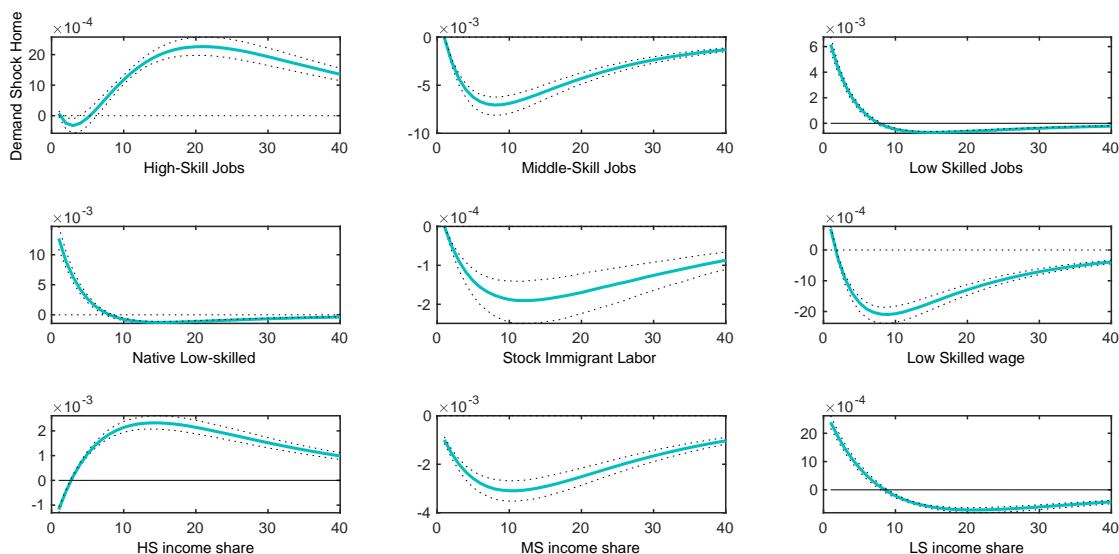 Demand Shock Home
×10⁻⁴
20
10
0
0 10 20 30 40
High-Skill Jobs
×10⁻³
0
-5
-10
0 10 20 30 40
Middle-Skill Jobs
×10⁻³
6
4
2
0
0 10 20 30 40
Low Skilled Jobs
×10⁻³
10
5
0
0 10 20 30 40
Native Low-skilled
×10⁻⁴
0
-1
-2
0 10 20 30 40
Stock Immigrant Labor
×10⁻⁴
0
-10
-20
0 10 20 30 40
Low Skilled wage
×10⁻³
2
1
0
-1
0 10 20 30 40
HS income share
×10⁻³
0
-2
-4
0 10 20 30 40
MS income share
×10⁻⁴
20
10
0
0 10 20 30 40
LS income share